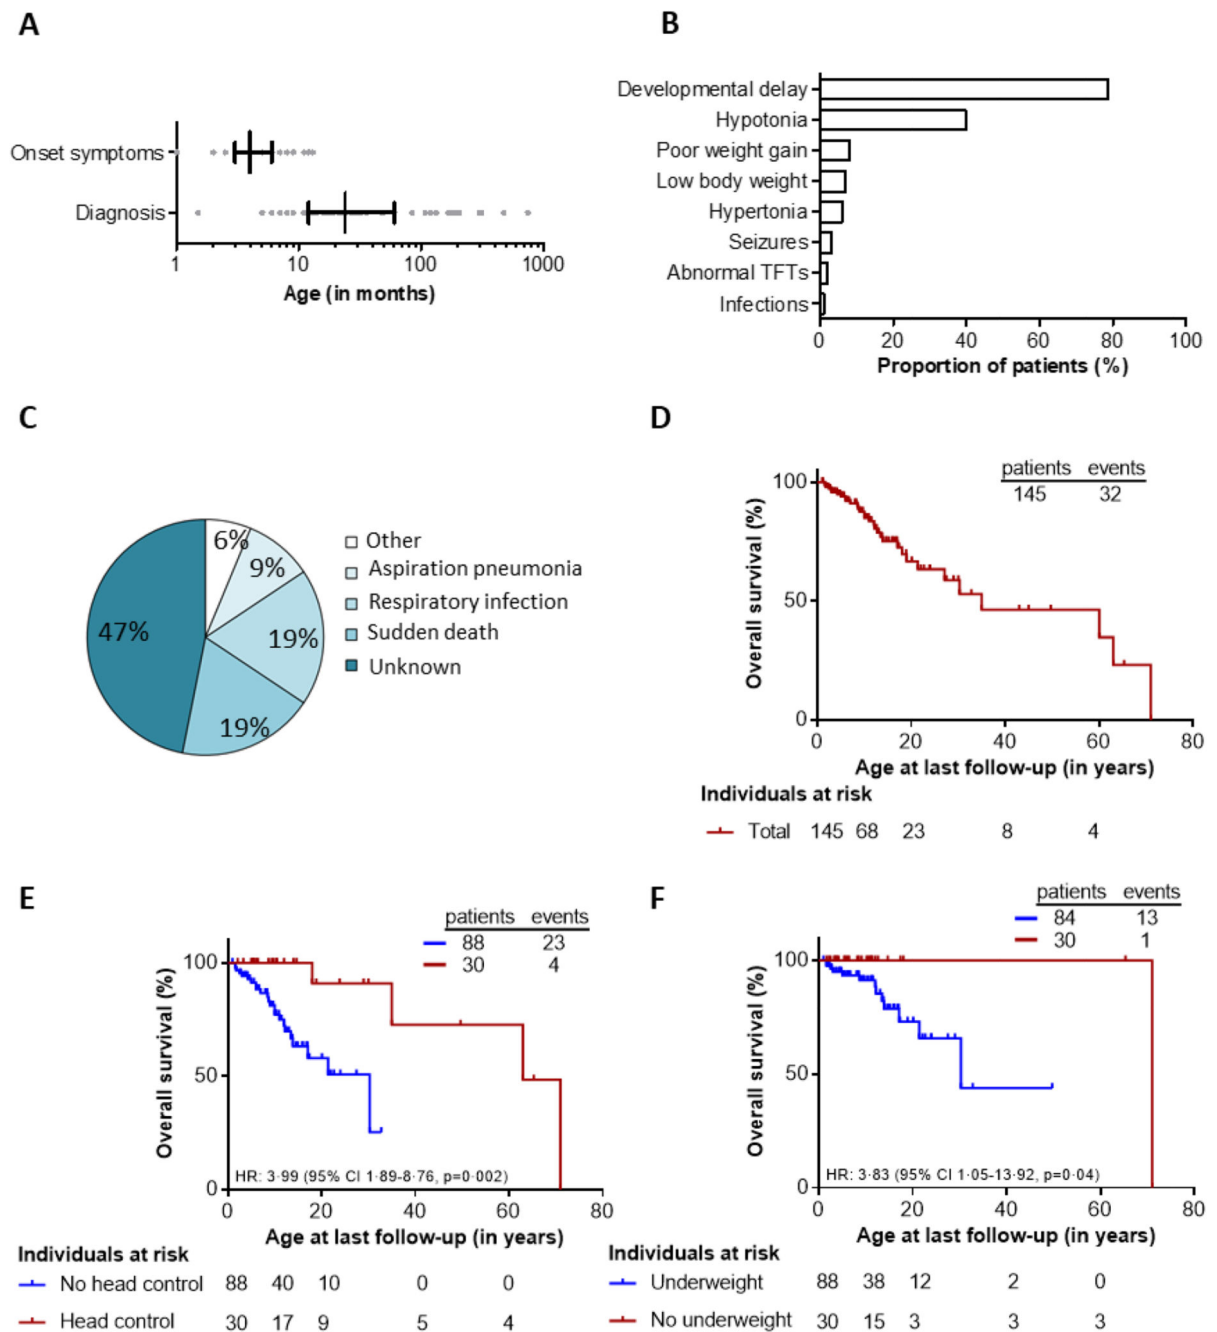 A
Onset symptoms
Diagnosis
1 10 100 1000
Age (in months)
B
Developmental delay
Hypotonia
Poor weight gain
Low body weight
Hypertonia
Seizures
Abnormal TFTs
Infections
0 20 40 60 80 100
Proportion of patients (%)
C
6%
9%
19%
19%
47%
Other
Aspiration pneumonia
Respiratory infection
Sudden death
Unknown
D
patients events
145 32
Overall survival (%)
100
50
0
0 20 40 60 80
Age at last follow-up (in years)
Individuals at risk
Total 145 68 23 8 4
E
patients events
88 23
30 4
Overall survival (%)
100
50
0
HR: 3·99 (95% CI 1·89-8·76, p=0·002)
0 20 40 60 80
Age at last follow-up (in years)
Individuals at risk
No head control 88 40 10 0 0
Head control 30 17 9 5 4
F
patients events
84 13
30 1
Overall survival (%)
100
50
0
HR: 3·83 (95% CI 1·05-13·92, p=0·04)
0 20 40 60 80
Age at last follow-up (in years)
Individuals at risk
Underweight 88 38 12 2 0
No underweight 30 15 3 3 3